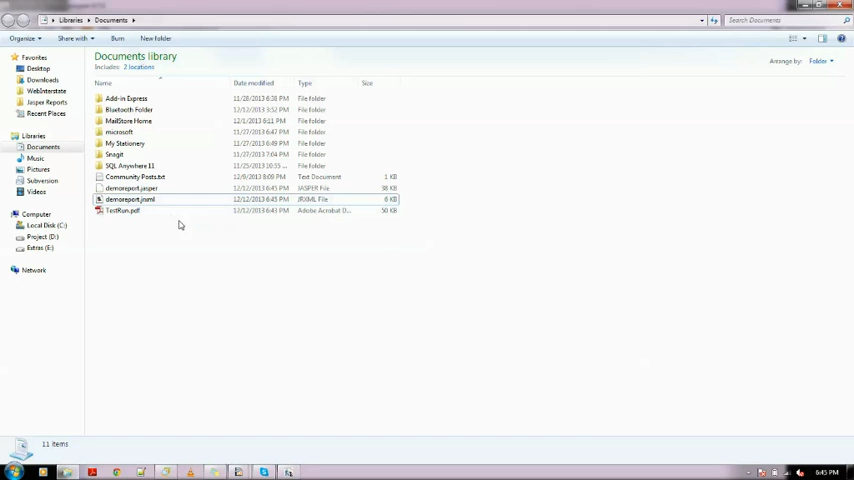 Libraries ▸ Documents ▸
Search Documents
Organize ▾ Share with ▾ Burn New folder
Favorites
Desktop
Downloads
WebInterstate
Jasper Reports
Recent Places
Libraries
Documents
Music
Pictures
Subversion
Videos
Computer
Local Disk (C:)
Project (D:)
Extras (E:)
Network
Documents library
Includes: 2 locations
Arrange by: Folder ▾
Name Date modified Type Size
Add-in Express 11/28/2013 6:38 PM File folder
Bluetooth Folder 12/12/2013 3:52 PM File folder
MailStore Home 12/1/2013 6:11 PM File folder
microsoft 11/27/2013 6:47 PM File folder
My Stationery 11/27/2013 6:49 PM File folder
Snagit 11/27/2013 7:04 PM File folder
SQL Anywhere 11 11/25/2013 10:55 ... File folder
Community Posts.txt 12/9/2013 8:09 PM Text Document 1 KB
demoreport.jasper 12/12/2013 6:45 PM JASPER File 38 KB
demoreport.jrxml 12/12/2013 6:45 PM JRXML File 6 KB
TestRun.pdf 12/12/2013 6:43 PM Adobe Acrobat D... 50 KB
11 items
6:45 PM